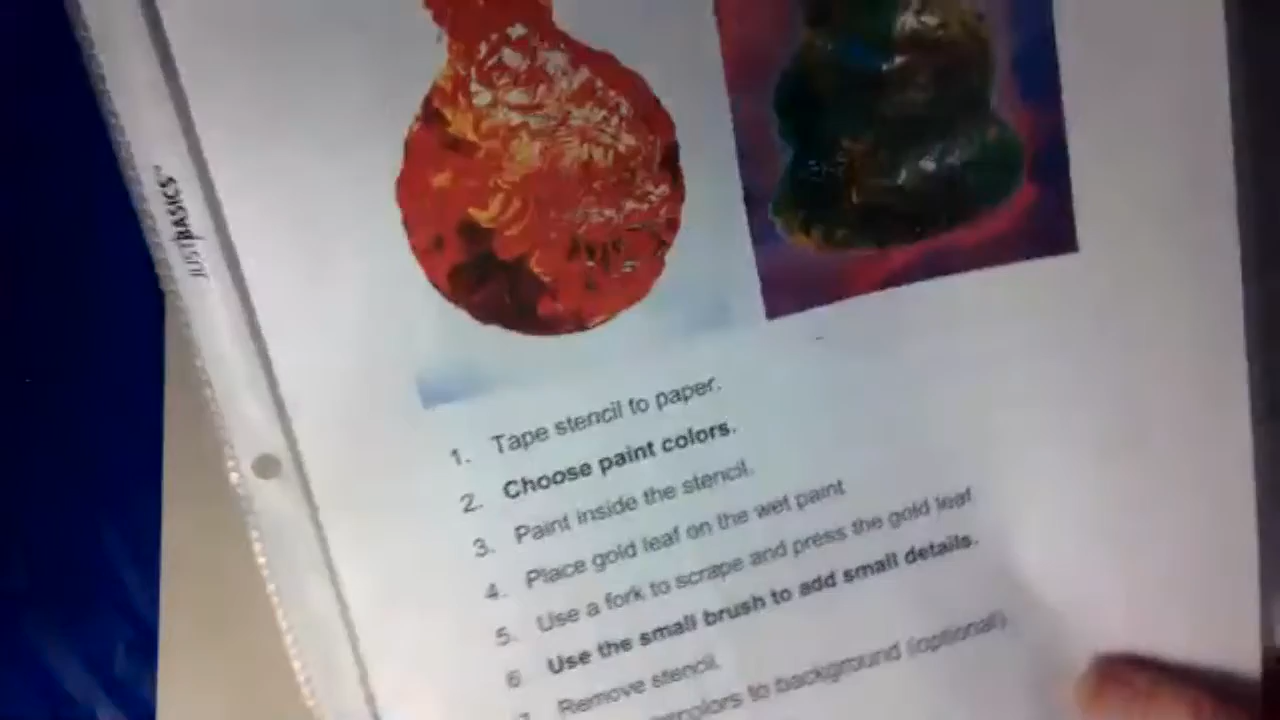 JUSTBASICS™
1. Tape stencil to paper.
2. Choose paint colors.
3. Paint inside the stencil.
4. Place gold leaf on the wet paint
5. Use a fork to scrape and press the gold leaf
6 Use the small brush to add small details.
7 Remove stencil.
to background (optional)